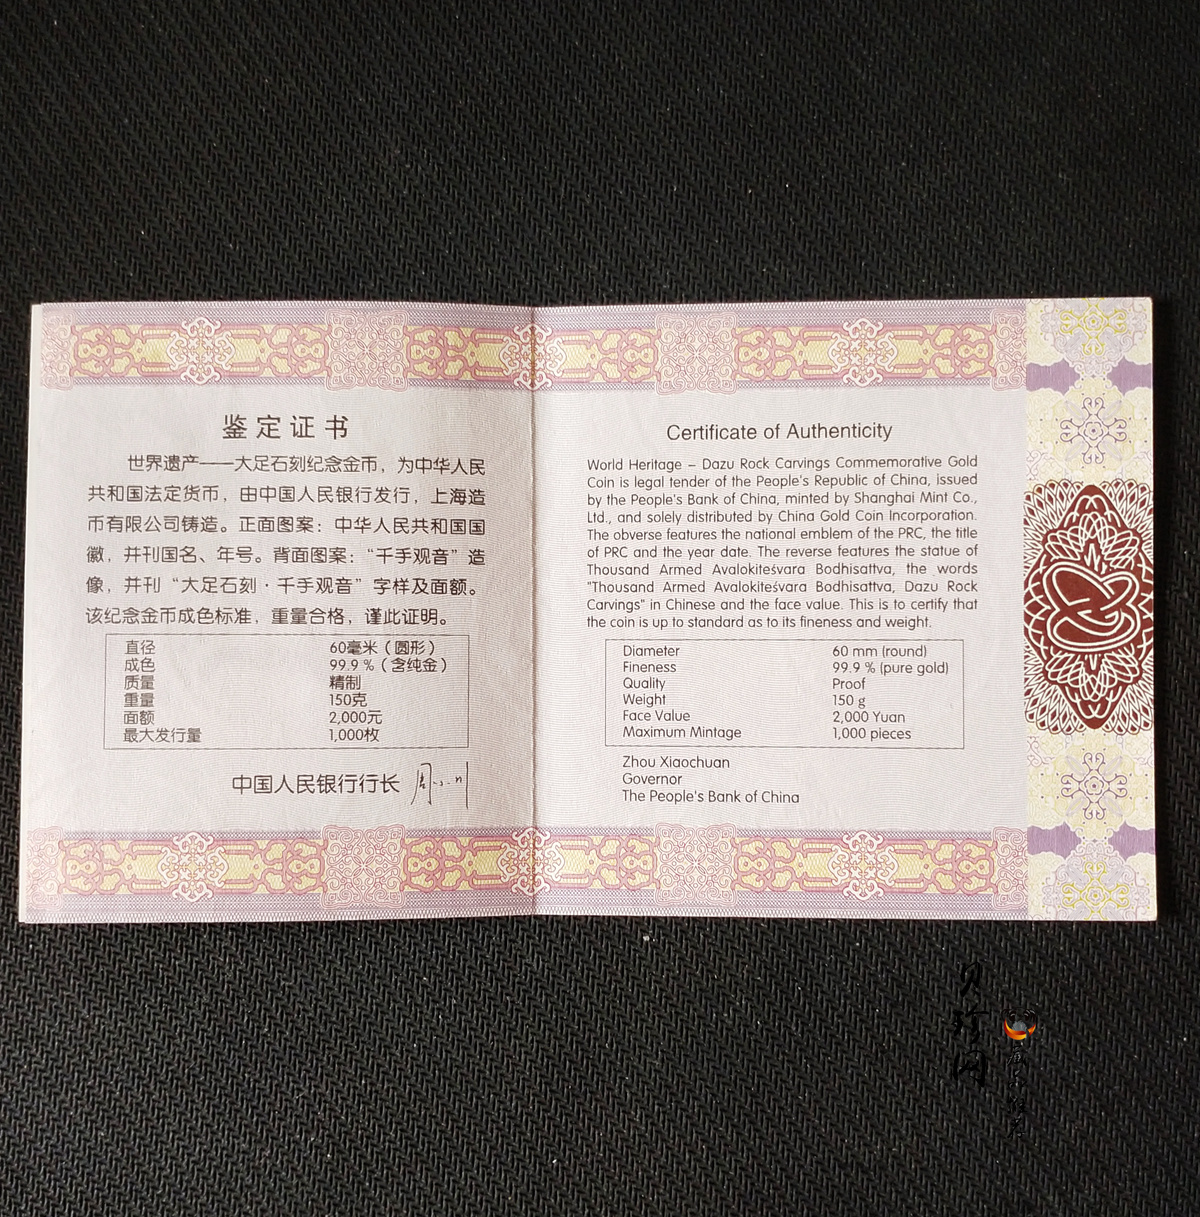 鉴定证书
世界遗产——大足石刻纪念金币，为中华人民
共和国法定货币，由中国人民银行发行，上海造
币有限公司铸造。正面图案：中华人民共和国国
徽，并刊国名、年号。背面图案：“千手观音”造
像，并刊“大足石刻·千手观音”字样及面额。
该纪念金币成色标准，重量合格，谨此证明。
直径 60毫米（圆形）
成色 99.9％（含纯金）
质量 精制
重量 150克
面额 2,000元
最大发行量 1,000枚
中国人民银行行长
Certificate of Authenticity
World Heritage – Dazu Rock Carvings Commemorative Gold
Coin is legal tender of the People's Republic of China, issued
by the People's Bank of China, minted by Shanghai Mint Co.,
Ltd., and solely distributed by China Gold Coin Incorporation.
The obverse features the national emblem of the PRC, the title
of PRC and the year date. The reverse features the statue of
Thousand Armed Avalokiteśvara Bodhisattva, the words
"Thousand Armed Avalokiteśvara Bodhisattva, Dazu Rock
Carvings" in Chinese and the face value. This is to certify that
the coin is up to standard as to its fineness and weight.
Diameter 60 mm (round)
Fineness 99.9 % (pure gold)
Quality Proof
Weight 150 g
Face Value 2,000 Yuan
Maximum Mintage 1,000 pieces
Zhou Xiaochuan
Governor
The People's Bank of China
贝珍网